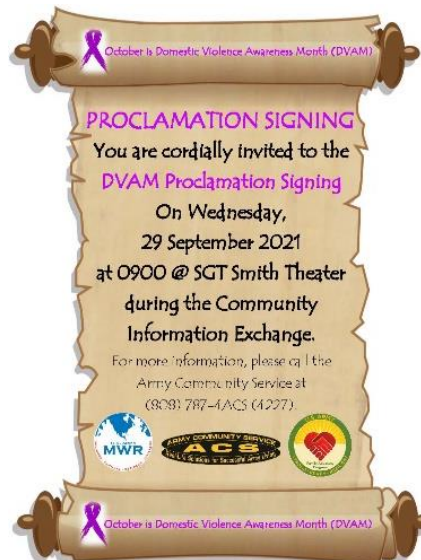 October is Domestic Violence Awareness Month (DVAM)
PROCLAMATION SIGNING
You are cordially invited to the
DVAM Proclamation Signing
On Wednesday,
29 September 2021
at 0900 @ SGT Smith Theater
during the Community
Information Exchange.
For more information, please call the
Army Community Service at
(808) 787-4ACS (4227).
MWR
ARMY COMMUNITY SERVICE
ACS
October is Domestic Violence Awareness Month (DVAM)